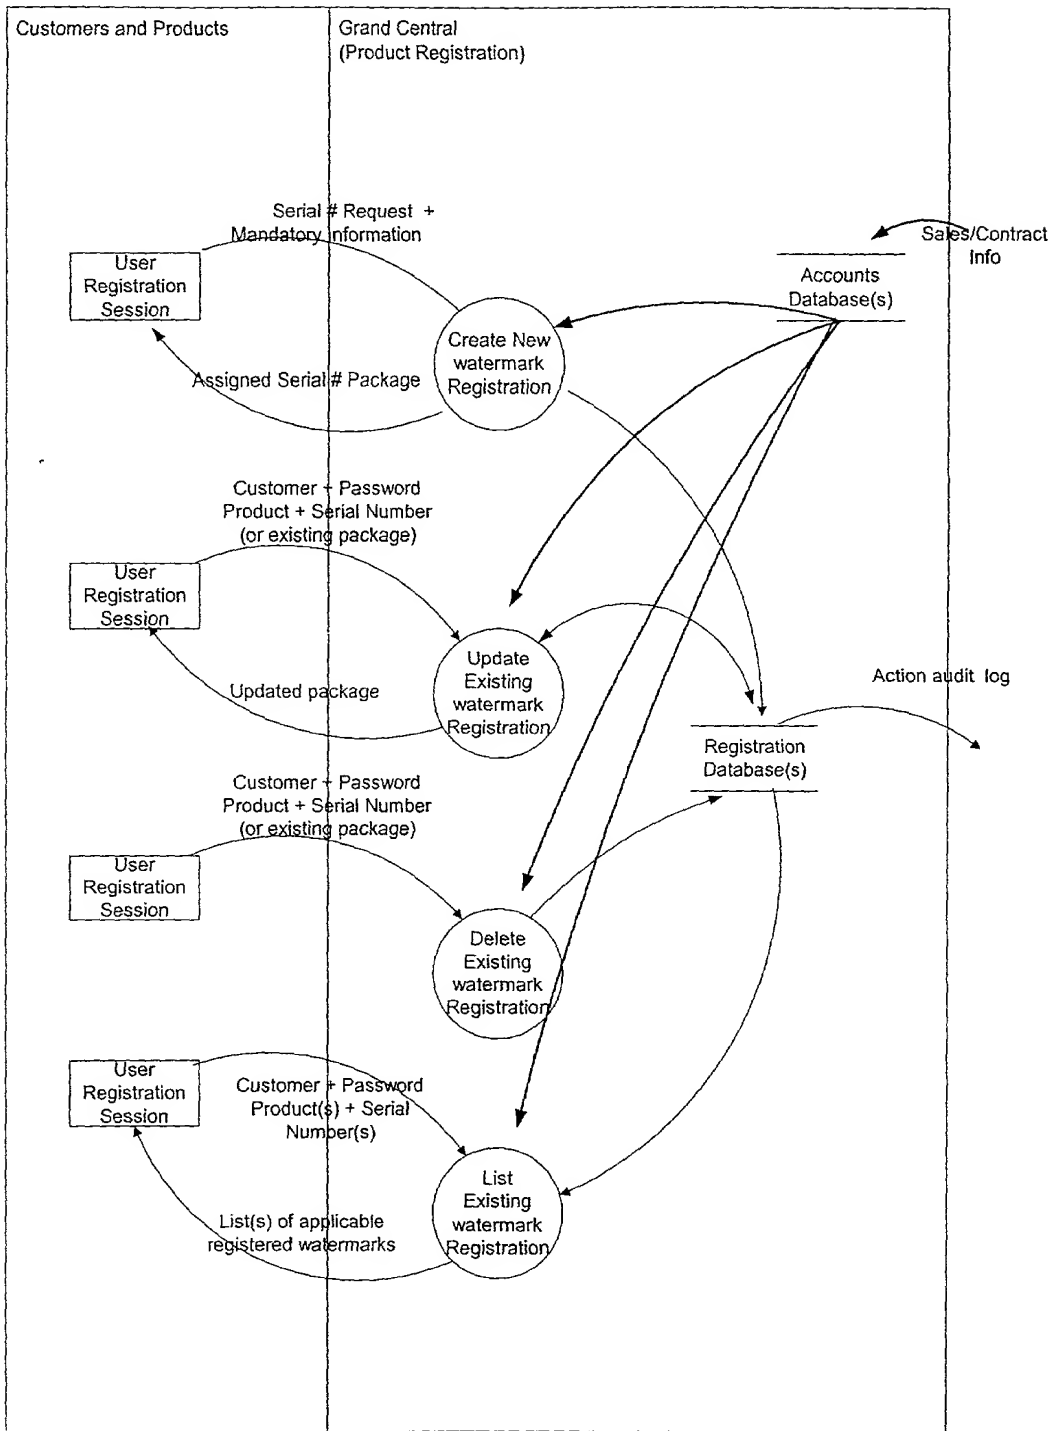 Customers and Products
Grand Central
(Product Registration)
Serial # Request +
Mandatory information
User
Registration
Session
Sales/Contract
Info
Accounts
Database(s)
Create New
watermark
Registration
Assigned Serial # Package
Customer + Password
Product + Serial Number
(or existing package)
User
Registration
Session
Update
Existing
watermark
Registration
Updated package
Action audit log
Registration
Database(s)
Customer + Password
Product + Serial Number
(or existing package)
User
Registration
Session
Delete
Existing
watermark
Registration
User
Registration
Session
Customer + Password
Product(s) + Serial
Number(s)
List
Existing
watermark
Registration
List(s) of applicable
registered watermarks